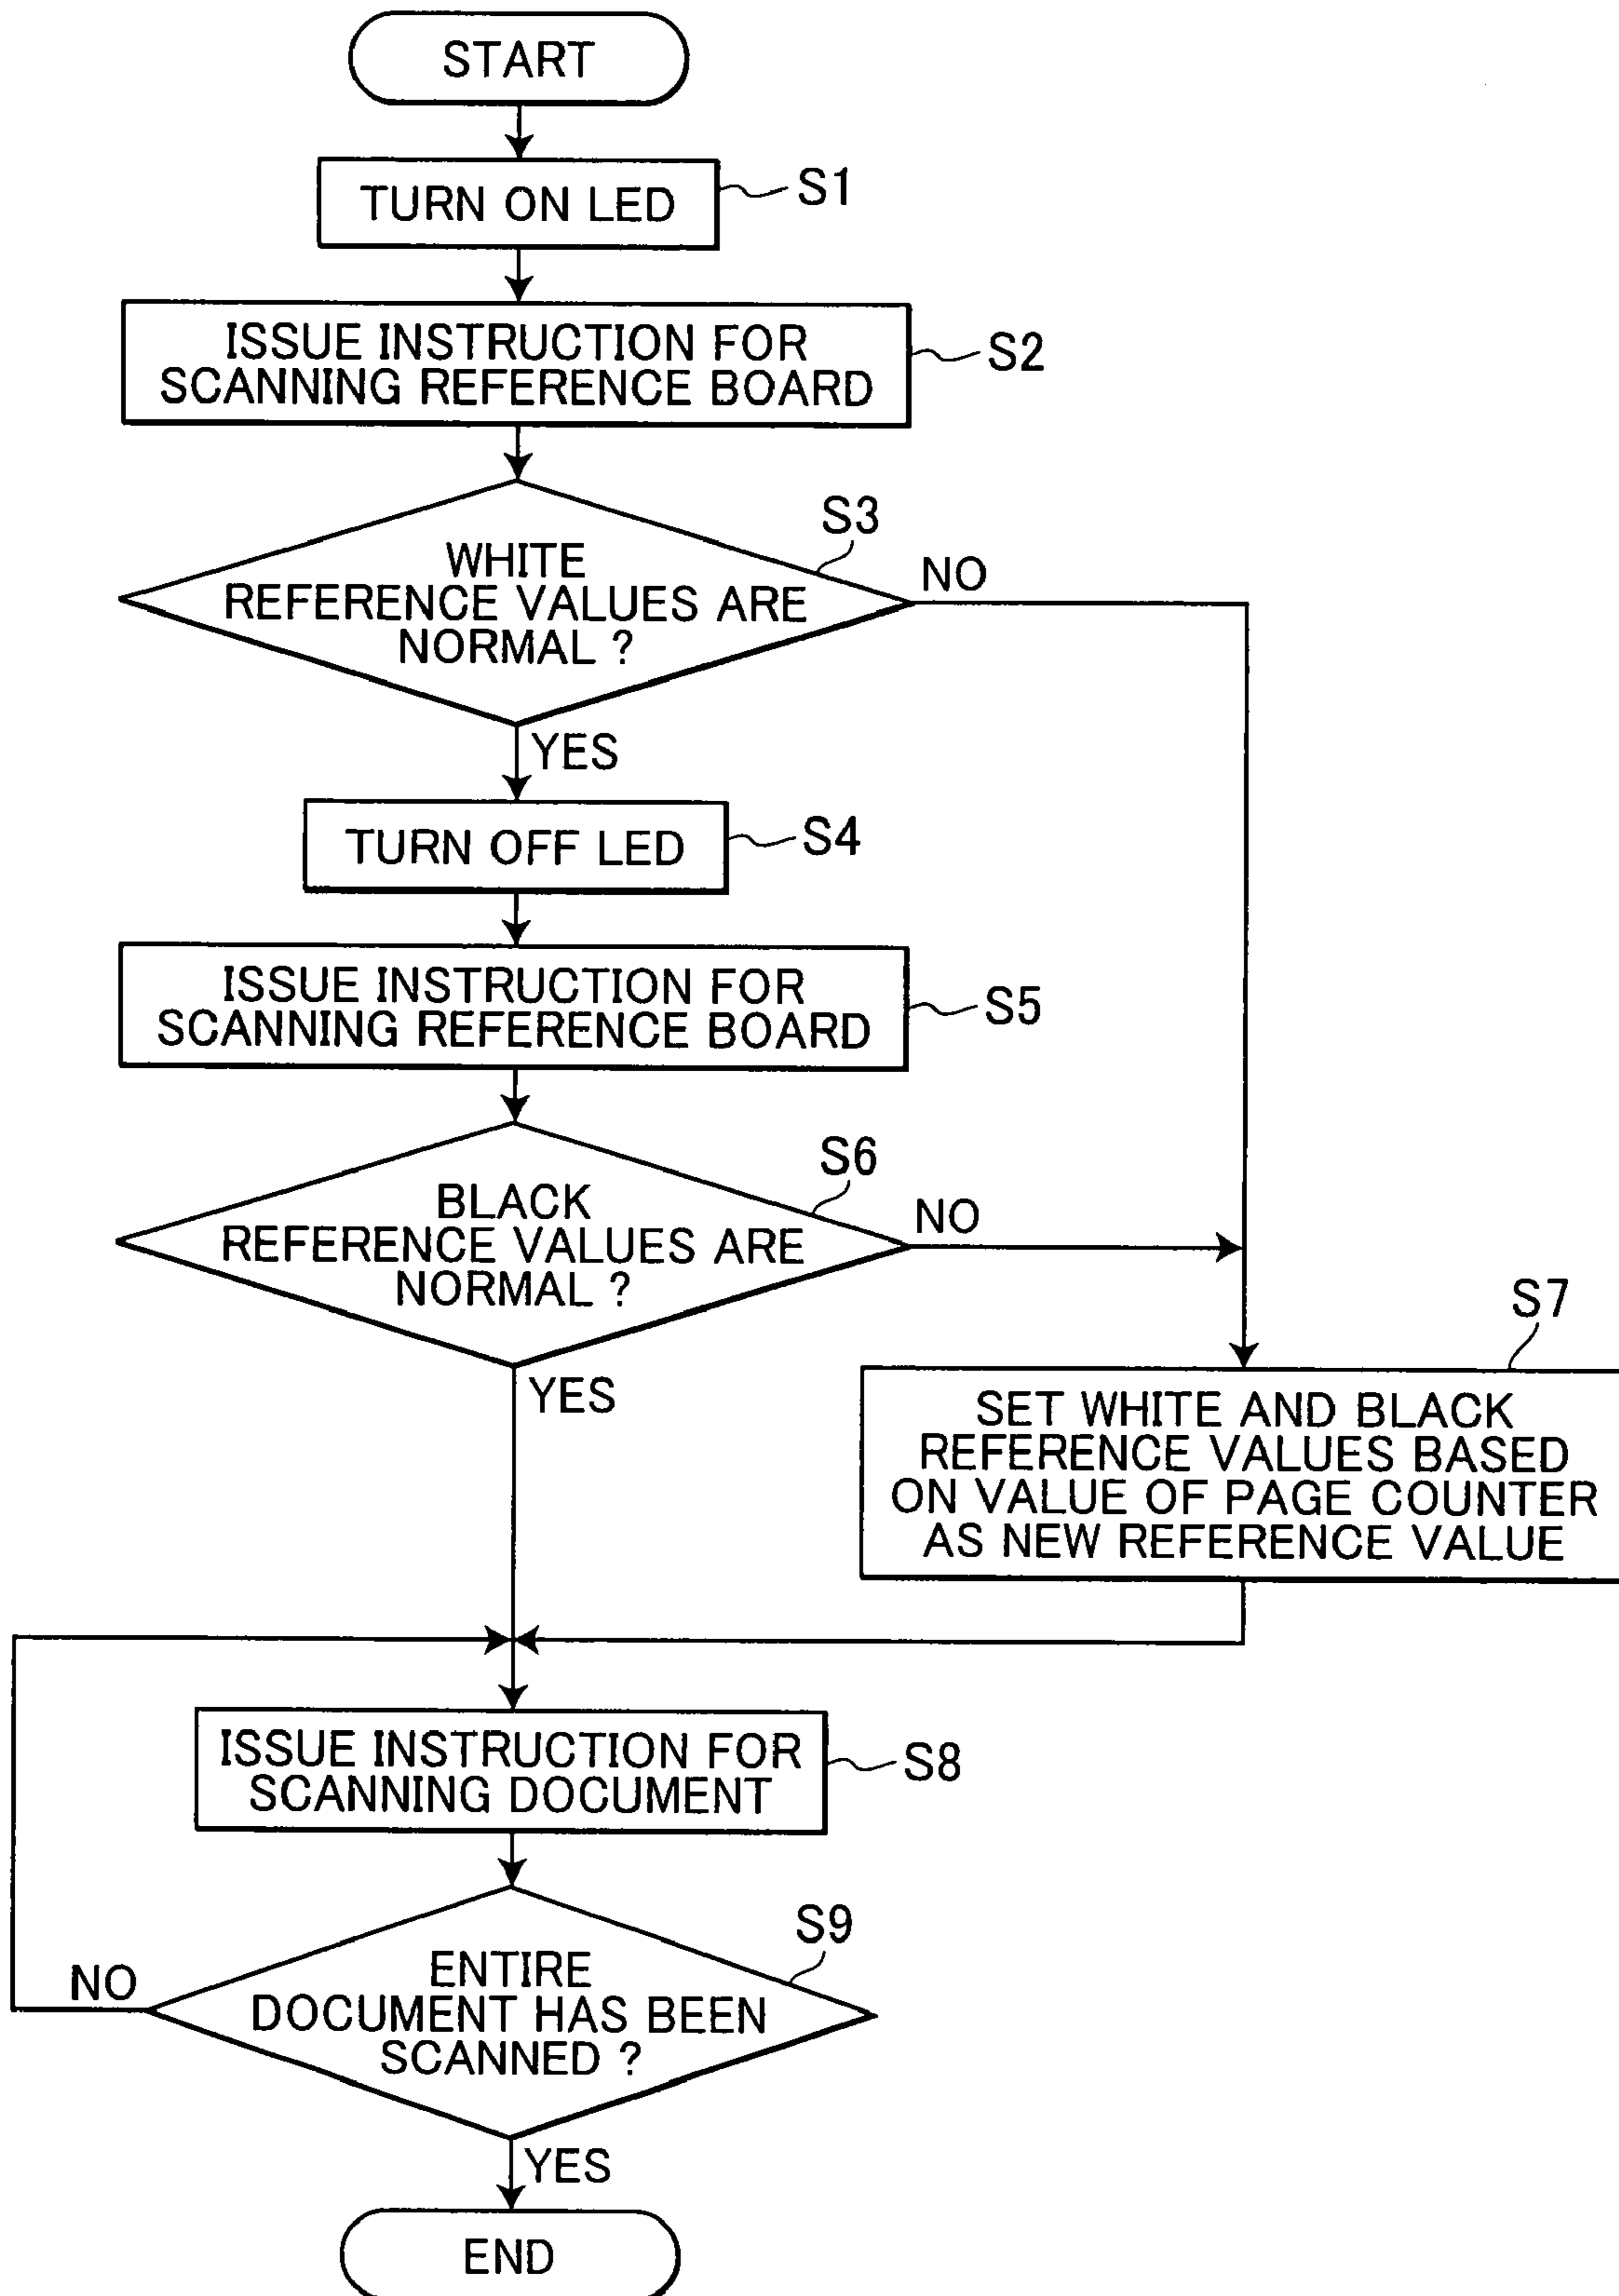 START
TURN ON LED
S1
ISSUE INSTRUCTION FOR
SCANNING REFERENCE BOARD
S2
S3
WHITE
REFERENCE VALUES ARE
NORMAL ?
NO
YES
TURN OFF LED
S4
ISSUE INSTRUCTION FOR
SCANNING REFERENCE BOARD
S5
S6
BLACK
REFERENCE VALUES ARE
NORMAL ?
NO
YES
S7
SET WHITE AND BLACK
REFERENCE VALUES BASED
ON VALUE OF PAGE COUNTER
AS NEW REFERENCE VALUE
ISSUE INSTRUCTION FOR
SCANNING DOCUMENT
S8
S9
ENTIRE
DOCUMENT HAS BEEN
SCANNED ?
NO
YES
END